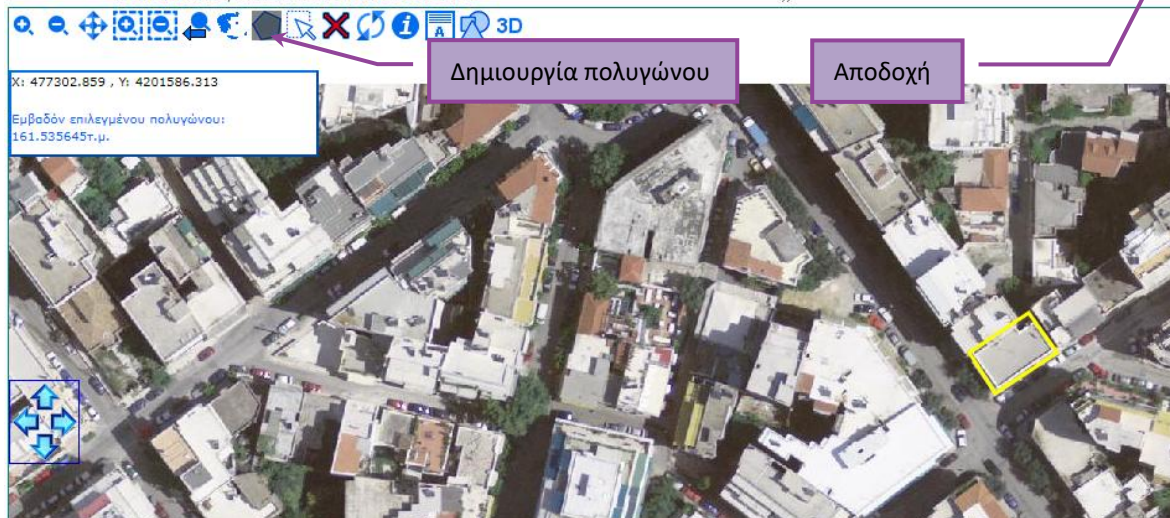 3D
Δημιουργία πολυγώνου
Αποδοχή
X: 477302.859 , Y: 4201586.313
Εμβαδόν επιλεγμένου πολυγώνου:
161.535645τ.μ.